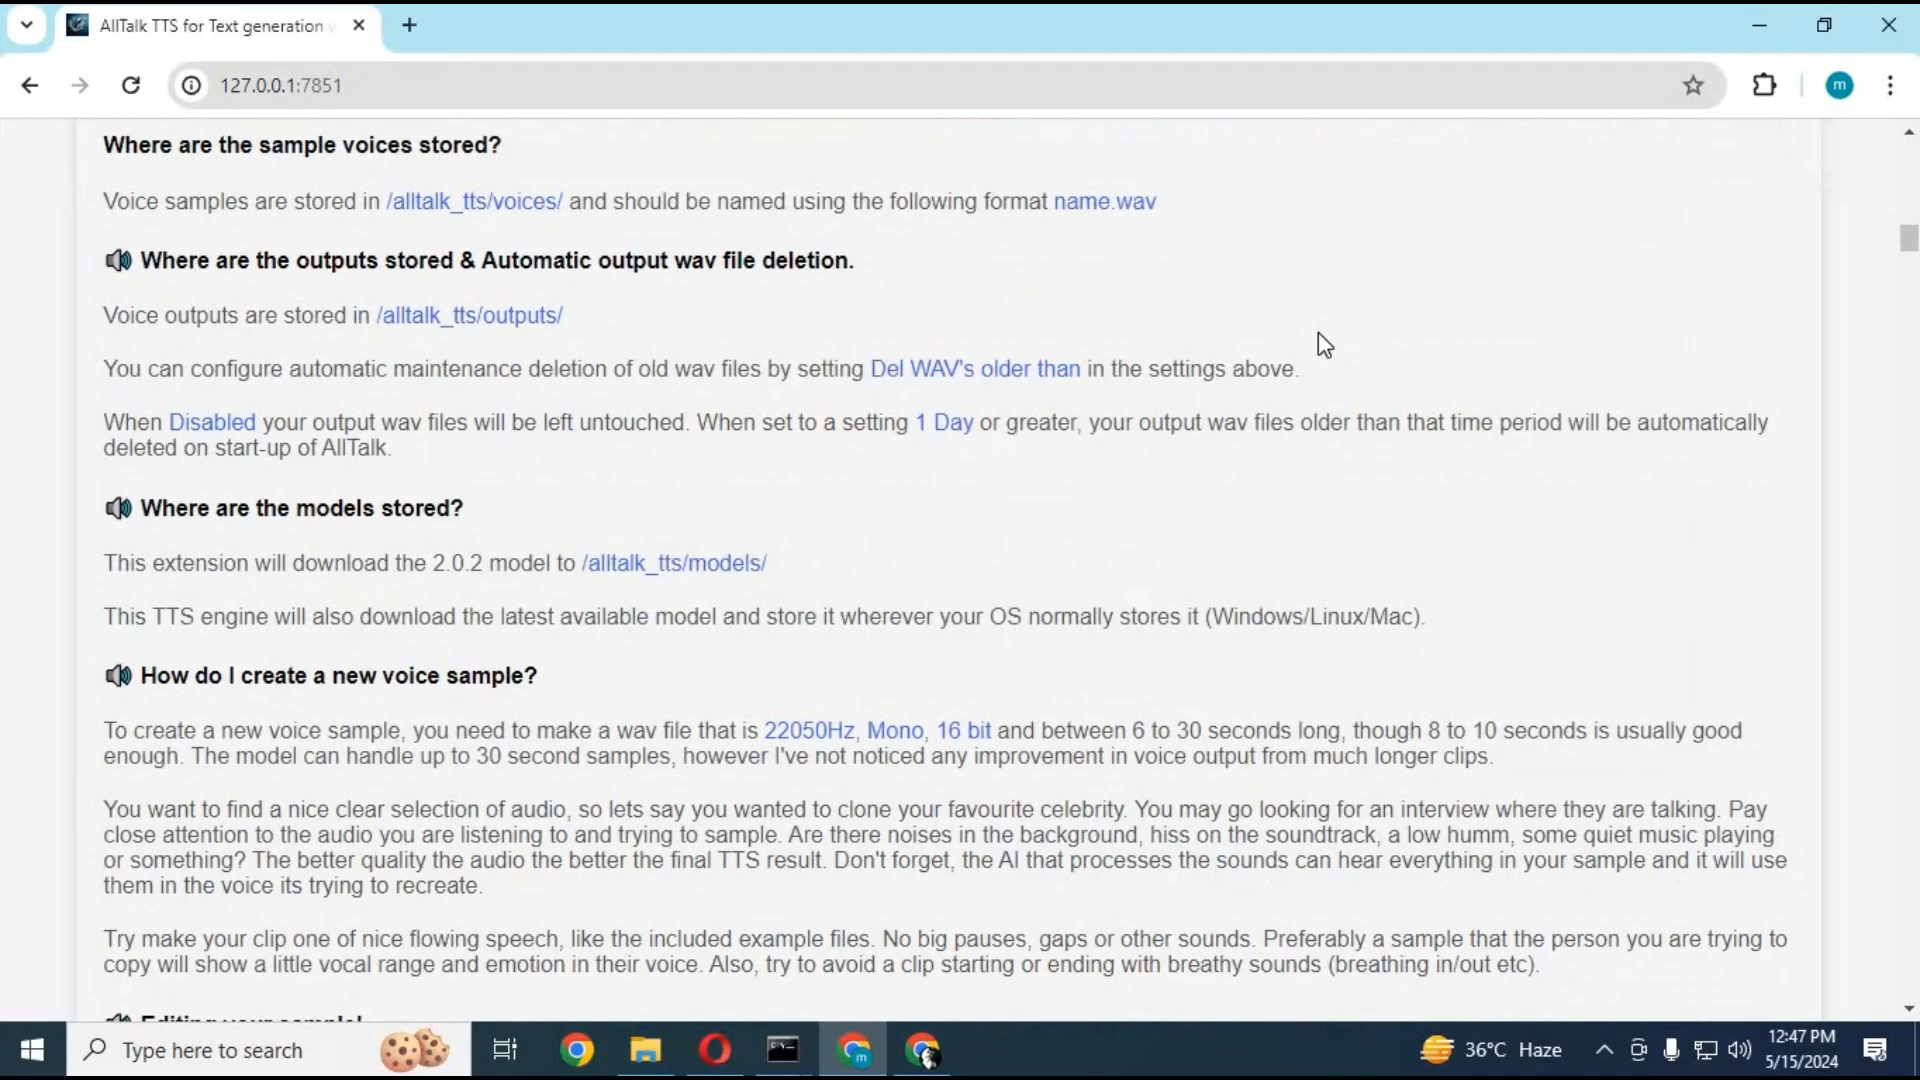 AllTalk TTS for Text generation
127.0.0.1:7851
m
Where are the sample voices stored?
Voice samples are stored in /alltalk_tts/voices/ and should be named using the following format name.wav
Where are the outputs stored & Automatic output wav file deletion.
Voice outputs are stored in /alltalk_tts/outputs/
You can configure automatic maintenance deletion of old wav files by setting Del WAV's older than in the settings above.
When Disabled your output wav files will be left untouched. When set to a setting 1 Day or greater, your output wav files older than that time period will be automatically
deleted on start-up of AllTalk.
Where are the models stored?
This extension will download the 2.0.2 model to /alltalk_tts/models/
This TTS engine will also download the latest available model and store it wherever your OS normally stores it (Windows/Linux/Mac).
How do I create a new voice sample?
To create a new voice sample, you need to make a wav file that is 22050Hz, Mono, 16 bit and between 6 to 30 seconds long, though 8 to 10 seconds is usually good
enough. The model can handle up to 30 second samples, however I've not noticed any improvement in voice output from much longer clips.
You want to find a nice clear selection of audio, so lets say you wanted to clone your favourite celebrity. You may go looking for an interview where they are talking. Pay
close attention to the audio you are listening to and trying to sample. Are there noises in the background, hiss on the soundtrack, a low humm, some quiet music playing
or something? The better quality the audio the better the final TTS result. Don't forget, the AI that processes the sounds can hear everything in your sample and it will use
them in the voice its trying to recreate.
Try make your clip one of nice flowing speech, like the included example files. No big pauses, gaps or other sounds. Preferably a sample that the person you are trying to
copy will show a little vocal range and emotion in their voice. Also, try to avoid a clip starting or ending with breathy sounds (breathing in/out etc).
Editing your sample!
Type here to search
m
36°C Haze
12:47 PM
5/15/2024